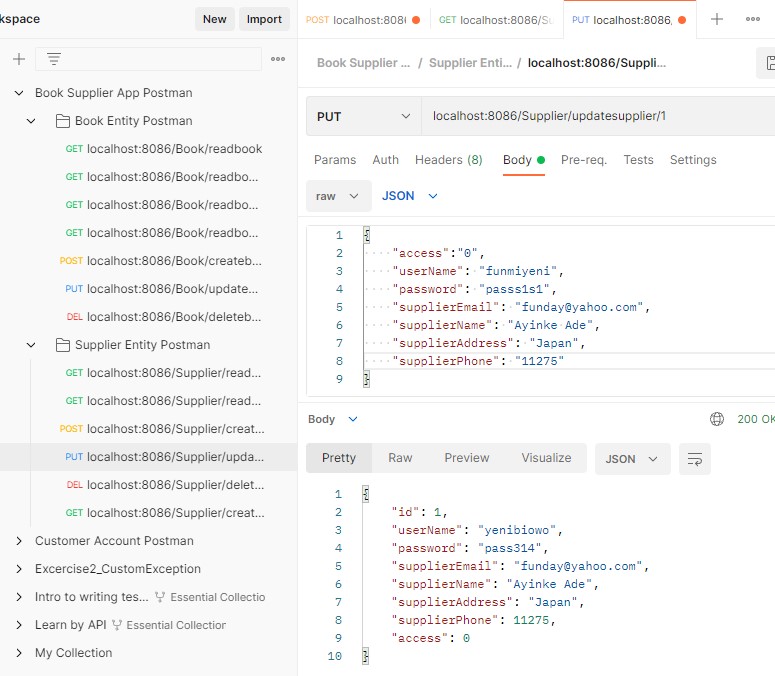 kspace
New Import
POST localhost:8086
GET localhost:8086/Su
PUT localhost:8086,
Book Supplier ... / Supplier Enti... / localhost:8086/Suppli...
PUT localhost:8086/Supplier/updatesupplier/1
Params Auth Headers (8) Body Pre-req. Tests Settings
raw JSON
1 {
2 "access":"0",
3 "userName": "funmiyeni",
4 "password": "passs1s1",
5 "supplierEmail": "funday@yahoo.com",
6 "supplierName": "Ayinke Ade",
7 "supplierAddress": "Japan",
8 "supplierPhone": "11275"
9 }
Body 200 OK
Pretty Raw Preview Visualize JSON
1 {
2 "id": 1,
3 "userName": "yenibiowo",
4 "password": "pass314",
5 "supplierEmail": "funday@yahoo.com",
6 "supplierName": "Ayinke Ade",
7 "supplierAddress": "Japan",
8 "supplierPhone": 11275,
9 "access": 0
10 }
Book Supplier App Postman
Book Entity Postman
GET localhost:8086/Book/readbook
GET localhost:8086/Book/readbo...
GET localhost:8086/Book/readbo...
GET localhost:8086/Book/readbo...
POST localhost:8086/Book/createb...
PUT localhost:8086/Book/update...
DEL localhost:8086/Book/deleteb...
Supplier Entity Postman
GET localhost:8086/Supplier/read...
GET localhost:8086/Supplier/read...
POST localhost:8086/Supplier/creat...
PUT localhost:8086/Supplier/upda...
DEL localhost:8086/Supplier/delet...
GET localhost:8086/Supplier/creat...
Customer Account Postman
Excercise2_CustomException
Intro to writing tes... Essential Collectio
Learn by API Essential Collection
My Collection